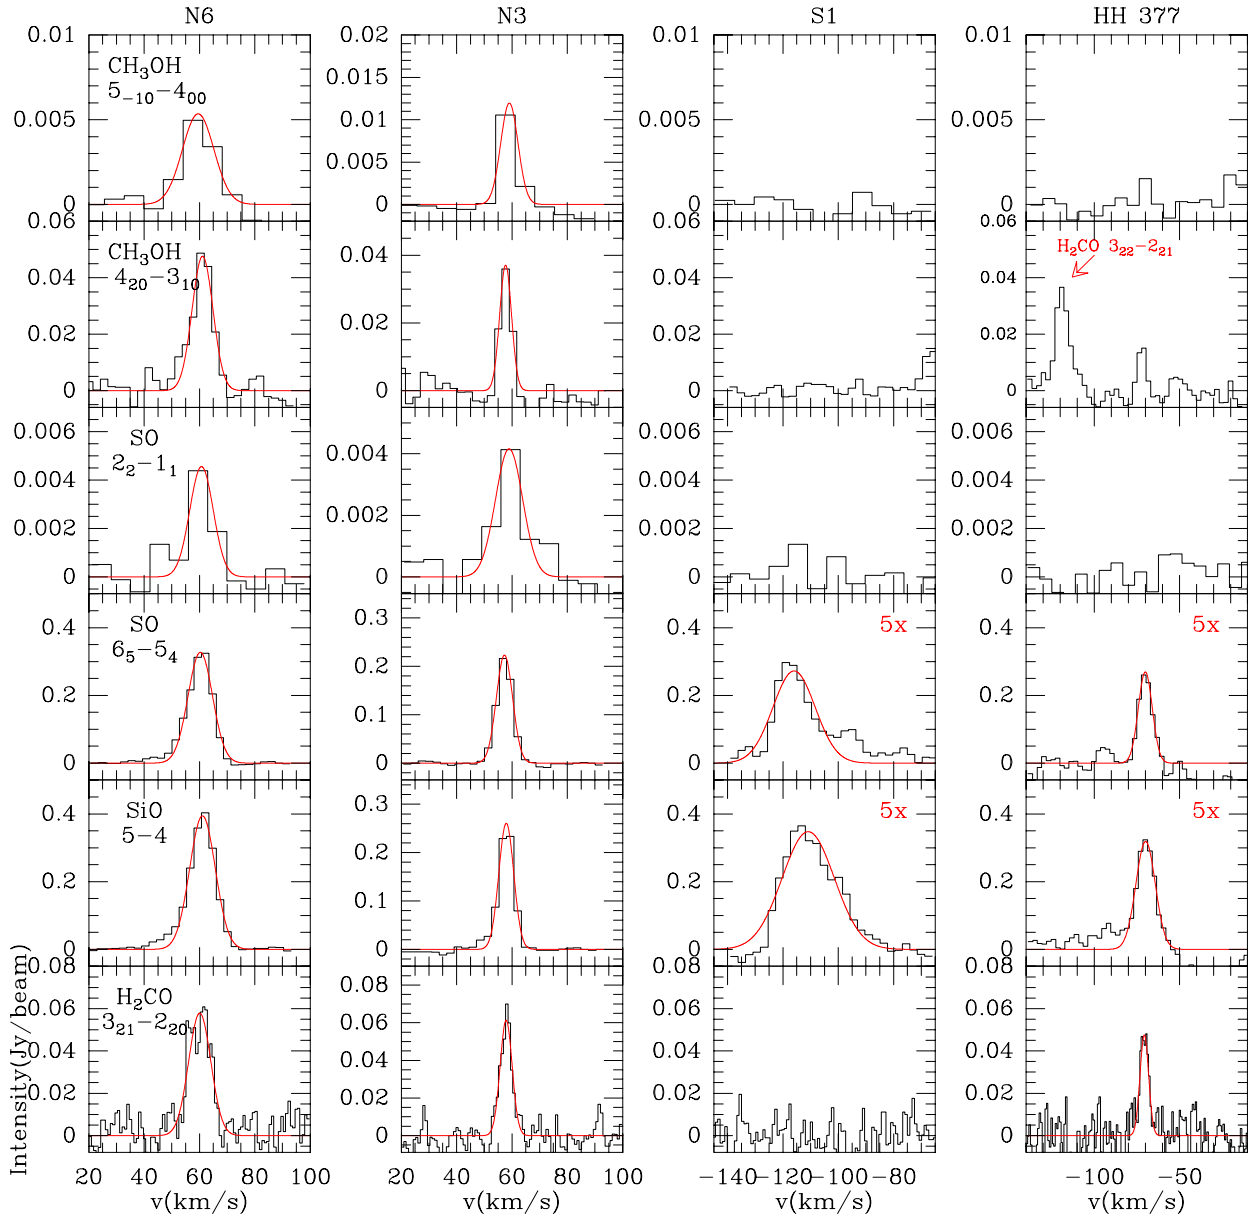 N6 N3 S1 HH 377
0.01 0.02 0.01 0.01
CH₃OH
5₋₁₀−4₀₀
0.015
0.005 0.01 0.005 0.005
0.005
0 0 0 0
0.06 0.06 0.06
CH₃OH
4₂₀−3₁₀
H₂CO 3₂₂−2₂₁
0.04 0.04 0.04 0.04
0.02 0.02 0.02 0.02
0 0 0 0
SO
2₂−1₁
0.006 0.006 0.006
0.004 0.004 0.004 0.004
0.002 0.002 0.002 0.002
0 0 0 0
SO
6₅−5₄
5x 5x
0.4 0.3 0.4 0.4
0.2 0.2 0.2 0.2
0.1
0 0 0 0
SiO
5−4
5x 5x
0.4 0.3 0.4 0.4
0.2 0.2 0.2 0.2
0.1
0 0 0 0
0.08 0.1 0.08 0.08
H₂CO
3₂₁−2₂₀
0.06 0.08 0.06 0.06
0.04 0.06 0.04 0.04
0.04
0.02 0.02 0.02 0.02
0 0 0 0
Intensity(Jy/beam)
20 40 60 80 100 20 40 60 80 100 −140 −120 −100 −80 −100 −50
v(km/s) v(km/s) v(km/s) v(km/s)